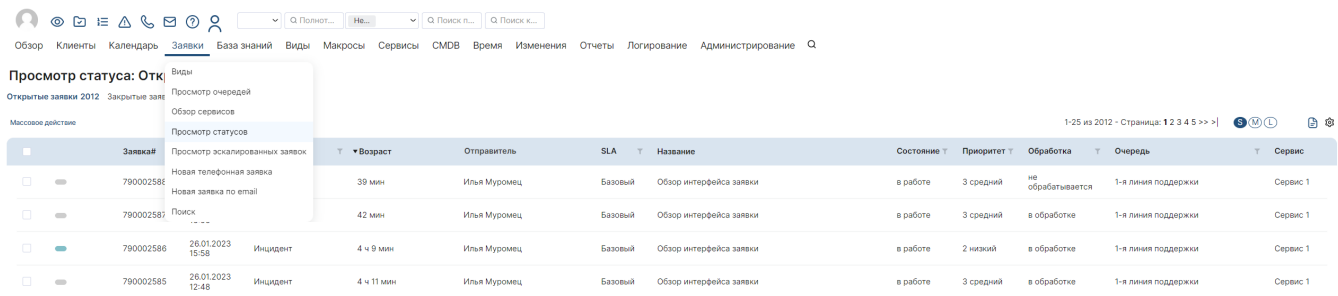 Полнот... Не... Поиск п... Поиск к...
Обзор Клиенты Календарь Заявки База знаний Виды Макросы Сервисы CMDB Время Изменения Отчеты Логирование Администрирование
Просмотр статуса: Отк
Виды
Просмотр очередей
Обзор сервисов
Просмотр статусов
Просмотр эскалированных заявок
Новая телефонная заявка
Новая заявка по email
Поиск
Открытые заявки 2012 Закрытые зая
Массовое действие
1-25 из 2012 - Страница: 1 2 3 4 5 >> >| S M L
Заявка# ▼Возраст Отправитель SLA Название Состояние Приоритет Обработка Очередь Сервис
790002588 39 мин Илья Муромец Базовый Обзор интерфейса заявки в работе 3 средний не обрабатывается 1-я линия поддержки Сервис 1
790002587 42 мин Илья Муромец Базовый Обзор интерфейса заявки в работе 3 средний в обработке 1-я линия поддержки Сервис 1
790002586 26.01.2023 15:58 Инцидент 4 ч 9 мин Илья Муромец Базовый Обзор интерфейса заявки в работе 2 низкий в обработке 1-я линия поддержки Сервис 1
790002585 26.01.2023 12:48 Инцидент 4 ч 11 мин Илья Муромец Базовый Обзор интерфейса заявки в работе 3 средний в обработке 1-я линия поддержки Сервис 1